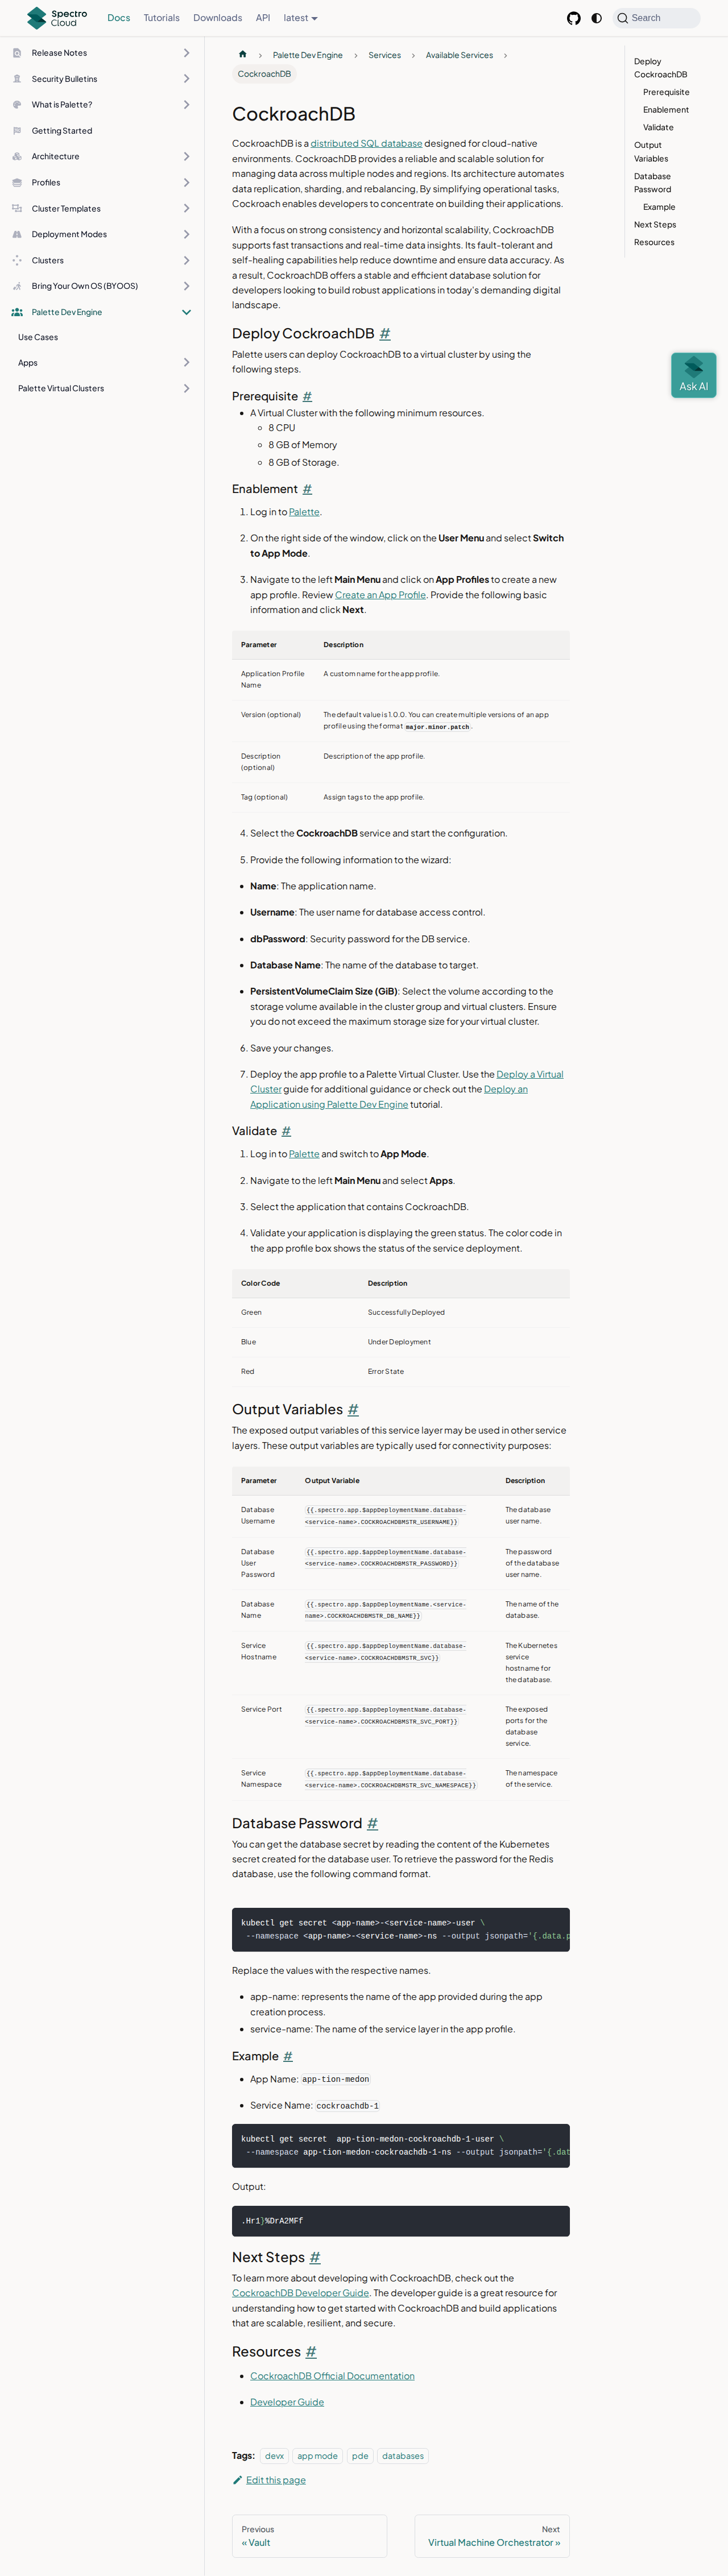 Spectro Cloud
Docs
Tutorials
Downloads
API
latest
Search
Release Notes
Security Bulletins
What is Palette?
Getting Started
Architecture
Profiles
Cluster Templates
Deployment Modes
Clusters
Bring Your Own OS (BYOOS)
Palette Dev Engine
Use Cases
Apps
Palette Virtual Clusters
Palette Dev Engine
Services
Available Services
CockroachDB
CockroachDB
CockroachDB is a distributed SQL database designed for cloud-native
environments. CockroachDB provides a reliable and scalable solution for
managing data across multiple nodes and regions. Its architecture automates
data replication, sharding, and rebalancing, By simplifying operational tasks,
Cockroach enables developers to concentrate on building their applications.
With a focus on strong consistency and horizontal scalability, CockroachDB
supports fast transactions and real-time data insights. Its fault-tolerant and
self-healing capabilities help reduce downtime and ensure data accuracy. As
a result, CockroachDB offers a stable and efficient database solution for
developers looking to build robust applications in today's demanding digital
landscape.
Deploy CockroachDB #
Palette users can deploy CockroachDB to a virtual cluster by using the
following steps.
Prerequisite #
A Virtual Cluster with the following minimum resources.
8 CPU
8 GB of Memory
8 GB of Storage.
Enablement #
1. Log in to Palette.
2. On the right side of the window, click on the User Menu and select Switch
to App Mode.
3. Navigate to the left Main Menu and click on App Profiles to create a new
app profile. Review Create an App Profile. Provide the following basic
information and click Next.
Parameter Description
Application Profile Name A custom name for the app profile.
Version (optional) The default value is 1.0.0. You can create multiple versions of an app
profile using the format major.minor.patch.
Description (optional) Description of the app profile.
Tag (optional) Assign tags to the app profile.
4. Select the CockroachDB service and start the configuration.
5. Provide the following information to the wizard:
Name: The application name.
Username: The user name for database access control.
dbPassword: Security password for the DB service.
Database Name: The name of the database to target.
PersistentVolumeClaim Size (GiB): Select the volume according to the
storage volume available in the cluster group and virtual clusters. Ensure
you do not exceed the maximum storage size for your virtual cluster.
6. Save your changes.
7. Deploy the app profile to a Palette Virtual Cluster. Use the Deploy a Virtual
Cluster guide for additional guidance or check out the Deploy an
Application using Palette Dev Engine tutorial.
Validate #
1. Log in to Palette and switch to App Mode.
2. Navigate to the left Main Menu and select Apps.
3. Select the application that contains CockroachDB.
4. Validate your application is displaying the green status. The color code in
the app profile box shows the status of the service deployment.
Color Code Description
Green Successfully Deployed
Blue Under Deployment
Red Error State
Output Variables #
The exposed output variables of this service layer may be used in other service
layers. These output variables are typically used for connectivity purposes:
Parameter Output Variable Description
Database Username {{.spectro.app.$appDeploymentName.database-<service-name>.COCKROACHDBMSTR_USERNAME}} The database user name.
Database User Password {{.spectro.app.$appDeploymentName.database-<service-name>.COCKROACHDBMSTR_PASSWORD}} The password of the database user name.
Database Name {{.spectro.app.$appDeploymentName.<service-name>.COCKROACHDBMSTR_DB_NAME}} The name of the database.
Service Hostname {{.spectro.app.$appDeploymentName.database-<service-name>.COCKROACHDBMSTR_SVC}} The Kubernetes service hostname for the database.
Service Port {{.spectro.app.$appDeploymentName.database-<service-name>.COCKROACHDBMSTR_SVC_PORT}} The exposed ports for the database service.
Service Namespace {{.spectro.app.$appDeploymentName.database-<service-name>.COCKROACHDBMSTR_SVC_NAMESPACE}} The namespace of the service.
Database Password #
You can get the database secret by reading the content of the Kubernetes
secret created for the database user. To retrieve the password for the Redis
database, use the following command format.
kubectl get secret <app-name>-<service-name>-user \
--namespace <app-name>-<service-name>-ns --output jsonpath='{.data.p
Replace the values with the respective names.
app-name: represents the name of the app provided during the app
creation process.
service-name: The name of the service layer in the app profile.
Example #
App Name: app-tion-medon
Service Name: cockroachdb-1
kubectl get secret  app-tion-medon-cockroachdb-1-user \
--namespace app-tion-medon-cockroachdb-1-ns --output jsonpath='{.dat
Output:
.Hr1}%DrA2MFf
Next Steps #
To learn more about developing with CockroachDB, check out the
CockroachDB Developer Guide. The developer guide is a great resource for
understanding how to get started with CockroachDB and build applications
that are scalable, resilient, and secure.
Resources #
CockroachDB Official Documentation
Developer Guide
Tags: devx app mode pde databases
Edit this page
Previous
« Vault
Next
Virtual Machine Orchestrator »
Deploy
CockroachDB
Prerequisite
Enablement
Validate
Output
Variables
Database
Password
Example
Next Steps
Resources
Ask AI